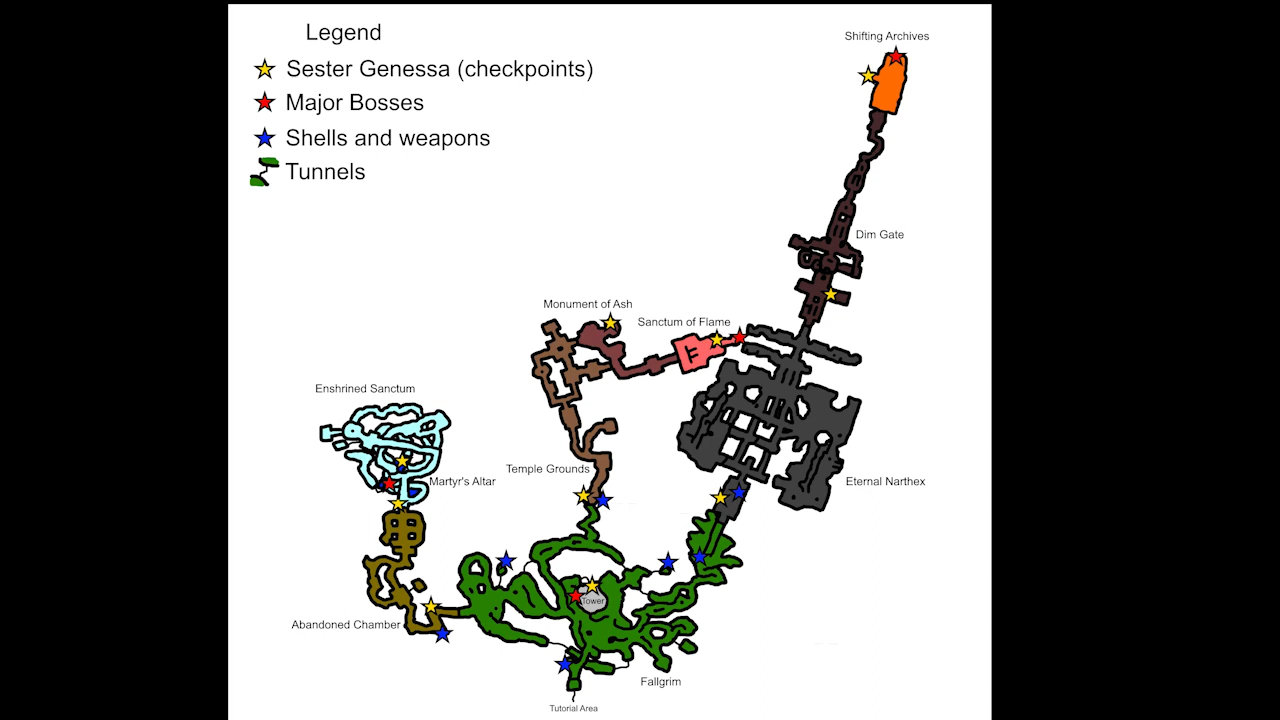 Legend
Sester Genessa (checkpoints)
Major Bosses
Shells and weapons
Tunnels
Shifting Archives
Dim Gate
Monument of Ash
Sanctum of Flame
Enshrined Sanctum
Temple Grounds
Martyr's Altar
Eternal Narthex
Tower
Abandoned Chamber
Fallgrim
Tutorial Area